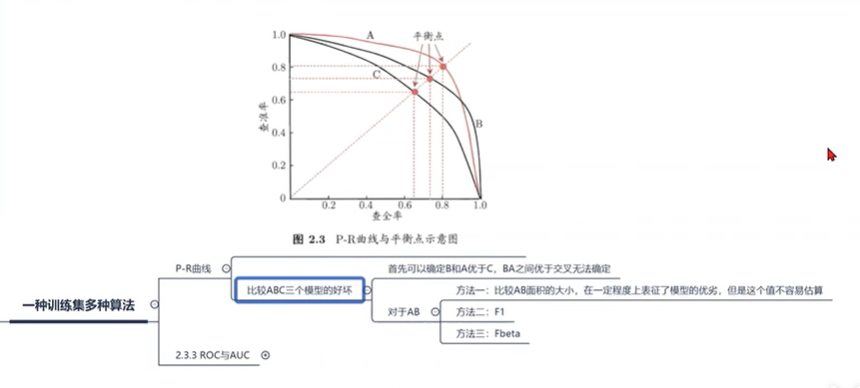 1.0
A
平衡点
0.8
C
0.6
查准率
B
0.4
0.2
0
0.2
0.4
0.6
0.8
1.0
查全率
图 2.3 P-R曲线与平衡点示意图
P-R曲线
首先可以确定B和A优于C，BA之间优于交叉无法确定
一种训练集多种算法
比较ABC三个模型的好坏
方法一：比较AB面积的大小，在一定程度上表征了模型的优劣，但是这个值不容易估算
对于AB
方法二：F1
方法三：Fbeta
2.3.3 ROC与AUC